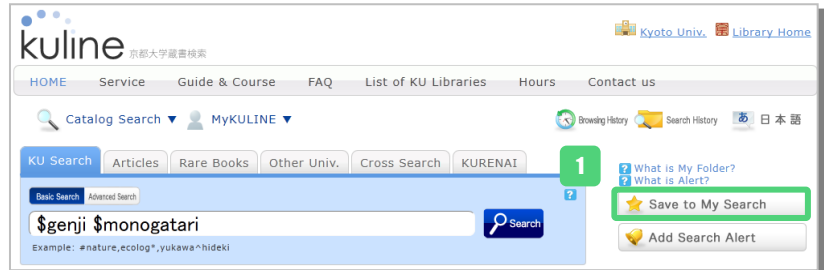 kuline 京都大学蔵書検索
Kyoto Univ. Library Home
HOME Service Guide & Course FAQ List of KU Libraries Hours Contact us
Catalog Search ▼ MyKULINE ▼
Browsing History Search History あ 日本語
KU Search Articles Rare Books Other Univ. Cross Search KURENAI
1
? What is My Folder?
? What is Alert?
Basic Search Advanced Search ?
Save to My Search
$genji $monogatari Search
Add Search Alert
Example: #nature,ecolog*,yukawa^hideki